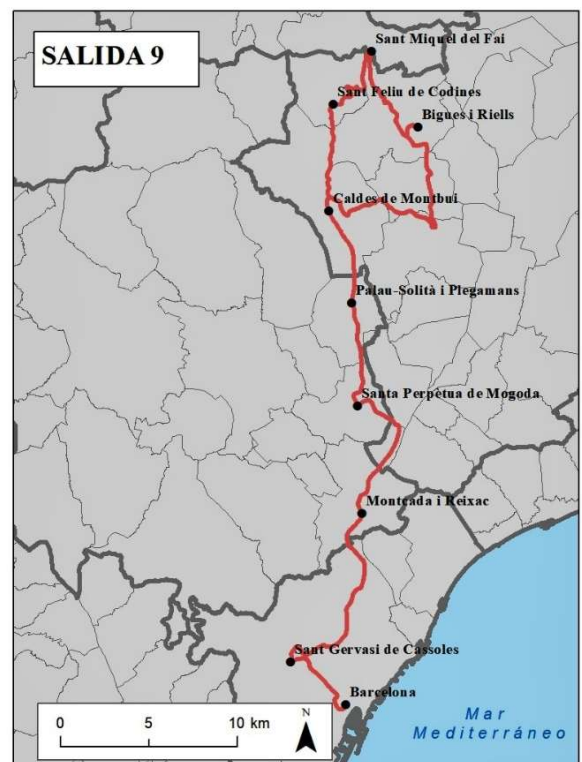 SALIDA 9
Sant Miquel del Fai
Sant Feliu de Codines
Bigues i Riells
Caldes de Montbui
Palau-Solità i Plegamans
Santa Perpètua de Mogoda
Montcada i Reixac
Sant Gervasi de Cassoles
Barcelona
0 5 10 km
N
Mar
Mediterráneo